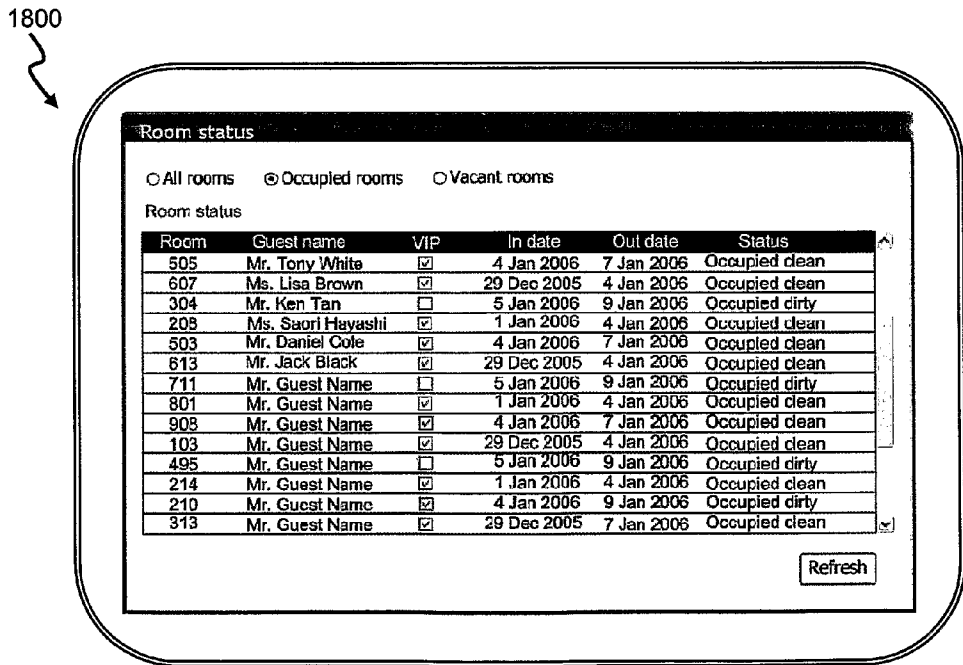 1800
Room status
All rooms Occupied rooms Vacant rooms
Room status
Room Guest name VIP In date Out date Status
505 Mr. Tony White 4 Jan 2006 7 Jan 2006 Occupied clean
607 Ms. Lisa Brown 29 Dec 2005 4 Jan 2006 Occupied clean
304 Mr. Ken Tan 5 Jan 2006 9 Jan 2006 Occupied dirty
208 Ms. Saori Hayashi 1 Jan 2006 4 Jan 2006 Occupied clean
503 Mr. Daniel Cole 4 Jan 2006 7 Jan 2006 Occupied clean
613 Mr. Jack Black 29 Dec 2005 4 Jan 2006 Occupied clean
711 Mr. Guest Name 5 Jan 2006 9 Jan 2006 Occupied dirty
801 Mr. Guest Name 1 Jan 2006 4 Jan 2006 Occupied clean
908 Mr. Guest Name 4 Jan 2006 7 Jan 2006 Occupied clean
103 Mr. Guest Name 29 Dec 2005 4 Jan 2006 Occupied clean
495 Mr. Guest Name 5 Jan 2006 9 Jan 2006 Occupied dirty
214 Mr. Guest Name 1 Jan 2006 4 Jan 2006 Occupied clean
210 Mr. Guest Name 4 Jan 2006 9 Jan 2006 Occupied dirty
313 Mr. Guest Name 29 Dec 2005 7 Jan 2006 Occupied clean
Refresh